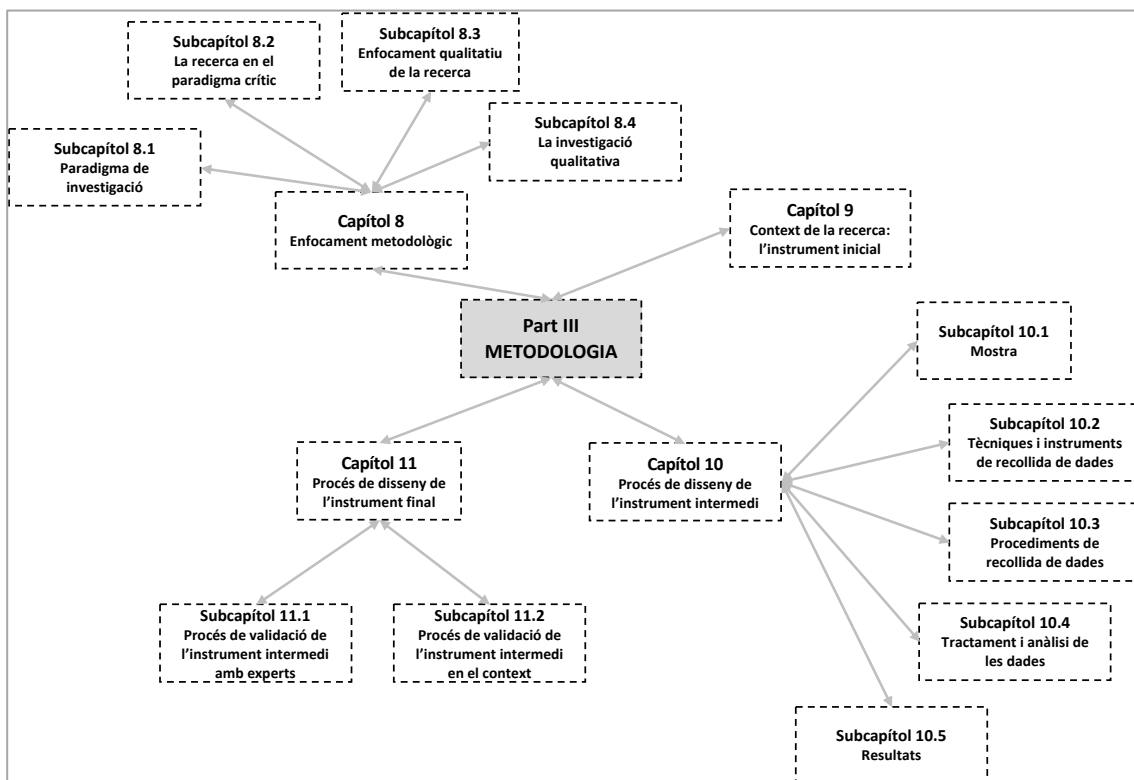 Subcapítol 8.2
La recerca en el
paradigma crític
Subcapítol 8.3
Enfocament qualitatiu
de la recerca
Subcapítol 8.4
La investigació
qualitativa
Subcapítol 8.1
Paradigma de
investigació
Capítol 8
Enfocament metodològic
Capítol 9
Context de la recerca:
l’instrument inicial
Part III
METODOLOGIA
Subcapítol 10.1
Mostra
Subcapítol 10.2
Tècniques i instruments
de recollida de dades
Capítol 11
Procés de disseny de
l’instrument final
Capítol 10
Procés de disseny de
l’instrument intermedi
Subcapítol 10.3
Procediments de
recollida de dades
Subcapítol 11.1
Procés de validació de
l’instrument intermedi
amb experts
Subcapítol 11.2
Procés de validació de
l’instrument intermedi
en el context
Subcapítol 10.4
Tractament i anàlisi de
les dades
Subcapítol 10.5
Resultats